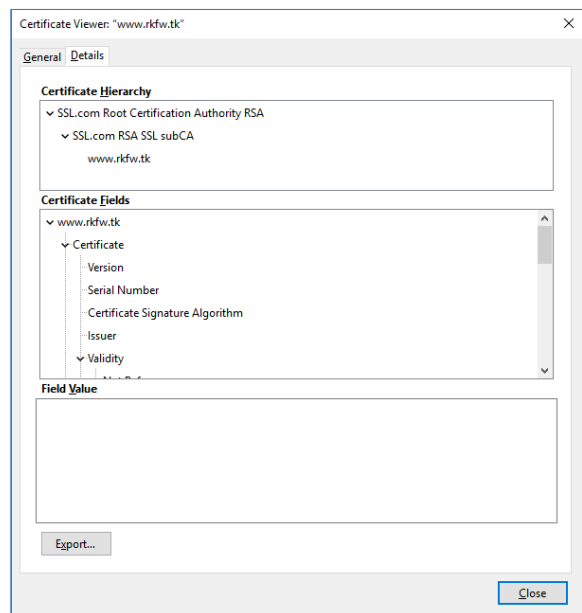 Certificate Viewer: "www.rkfw.tk"
General Details
Certificate Hierarchy
SSL.com Root Certification Authority RSA
SSL.com RSA SSL subCA
www.rkfw.tk
Certificate Fields
www.rkfw.tk
Certificate
Version
Serial Number
Certificate Signature Algorithm
Issuer
Validity
Field Value
Export...
Close